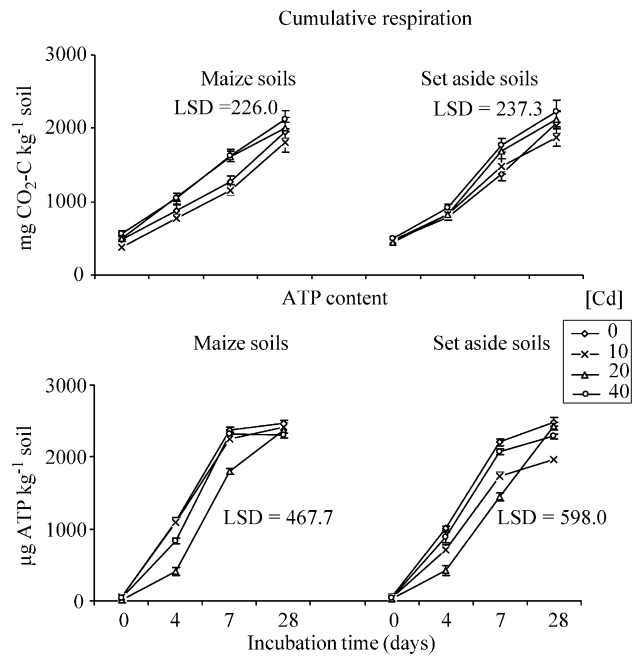 Cumulative respiration
3000
2000
1000
0
mg CO₂-C kg⁻¹ soil
Maize soils
LSD =226.0
Set aside soils
LSD = 237.3
ATP content
[Cd]
0
10
20
40
Maize soils
Set aside soils
3000
2000
1000
0
µg ATP kg⁻¹ soil
LSD = 467.7
LSD = 598.0
0 4 7 28 0 4 7 28
Incubation time (days)